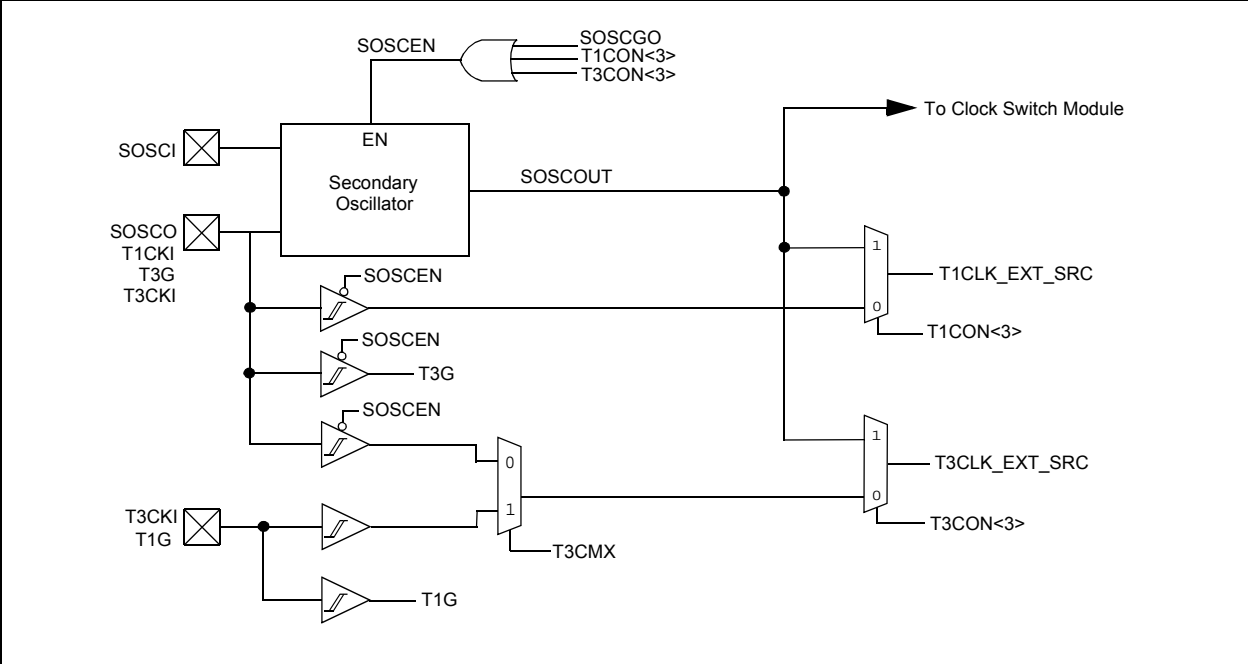 SOSCEN
SOSCGO
T1CON<3>
T3CON<3>
To Clock Switch Module
SOSCI
EN
Secondary
Oscillator
SOSCOUT
SOSCO
T1CKI
T3G
T3CKI
SOSCEN
1
0
T1CLK_EXT_SRC
T1CON<3>
SOSCEN
T3G
SOSCEN
0
1
T3CMX
1
0
T3CLK_EXT_SRC
T3CON<3>
T3CKI
T1G
T1G